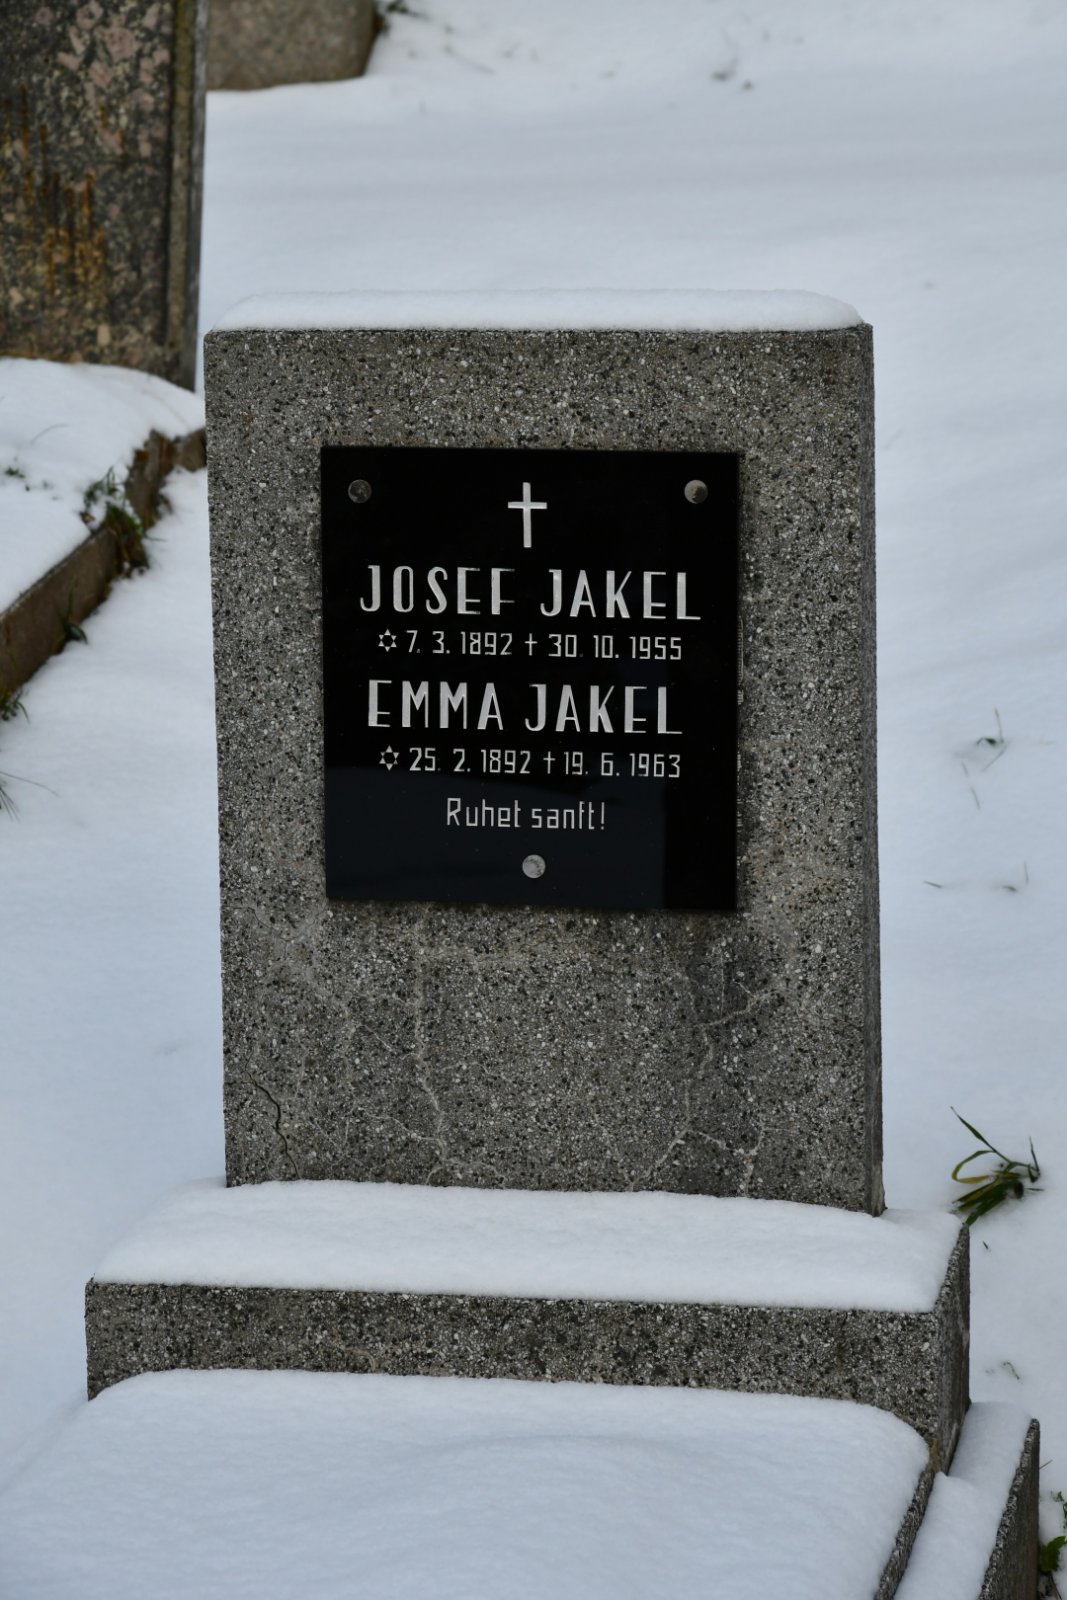 JOSEF JAKEL
✡ 7. 3. 1892 ✝ 30. 10. 1955
EMMA JAKEL
✡ 25. 2. 1892 ✝ 19. 6. 1963
Ruhet sanft!